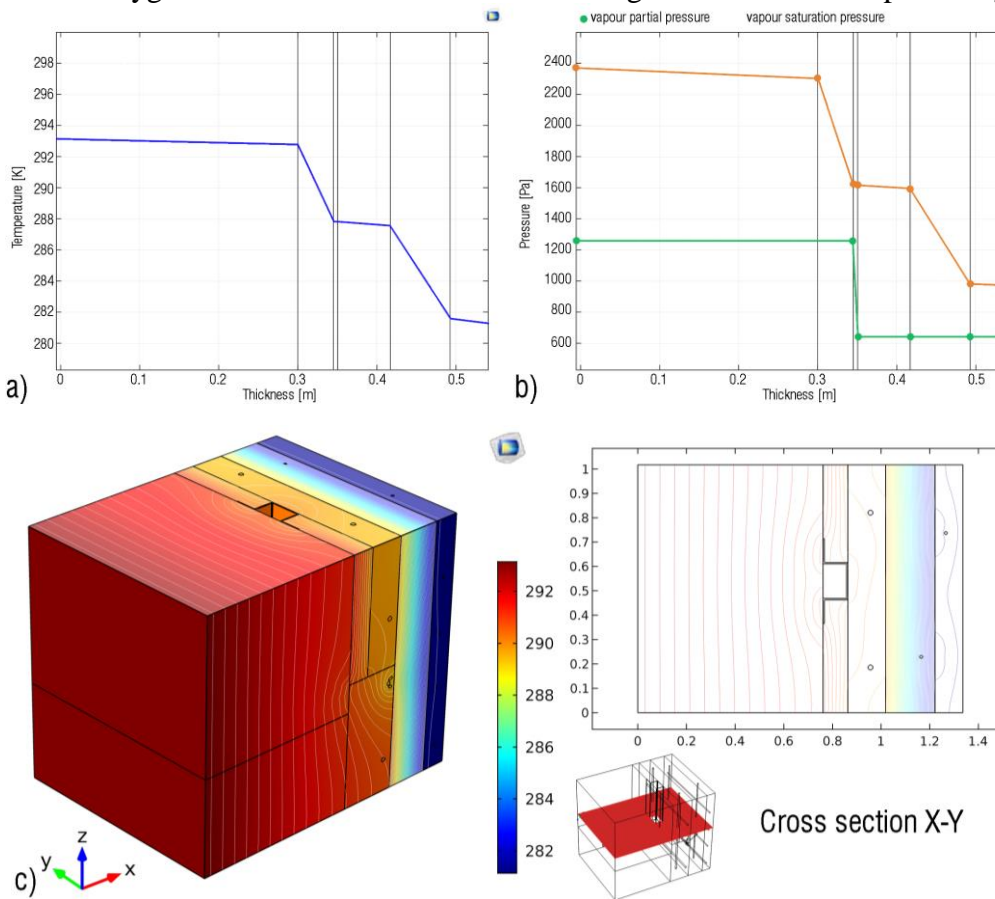 vapour partial pressure vapour saturation pressure
298
296
294
292
290
288
286
284
282
280
Temperature [K]
0 0.1 0.2 0.3 0.4 0.5
Thickness [m]
a)
2400
2200
2000
1800
1600
1400
1200
1000
800
600
Pressure [Pa]
0 0.1 0.2 0.3 0.4 0.5
Thickness [m]
b)
292
290
288
286
284
282
z
y
x
c)
1
0.9
0.8
0.7
0.6
0.5
0.4
0.3
0.2
0.1
0
0 0.2 0.4 0.6 0.8 1 1.2 1.4
Cross section X-Y